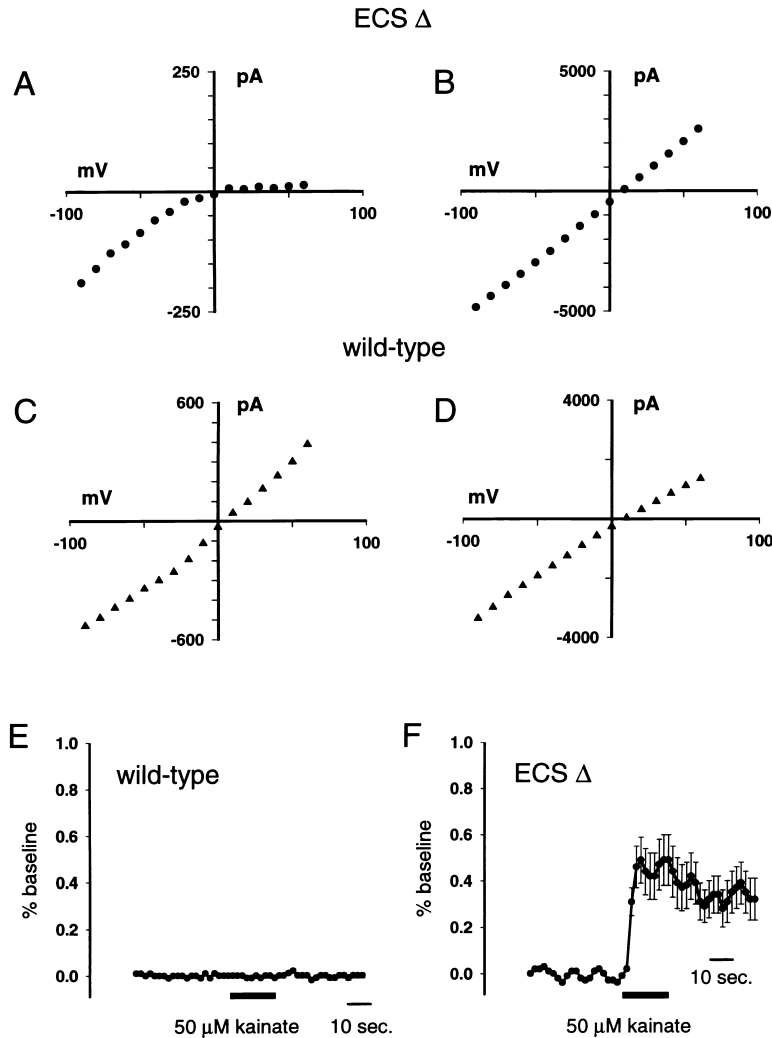 ECS Δ
A
250
pA
mV
-100
100
-250
B
5000
pA
mV
-100
100
-5000
wild-type
C
600
pA
mV
-100
100
-600
D
4000
pA
mV
-100
100
-4000
E
wild-type
% baseline
1.0
0.8
0.6
0.4
0.2
0.0
50 μM kainate
10 sec.
F
ECS Δ
% baseline
1.0
0.8
0.6
0.4
0.2
0.0
10 sec.
50 μM kainate